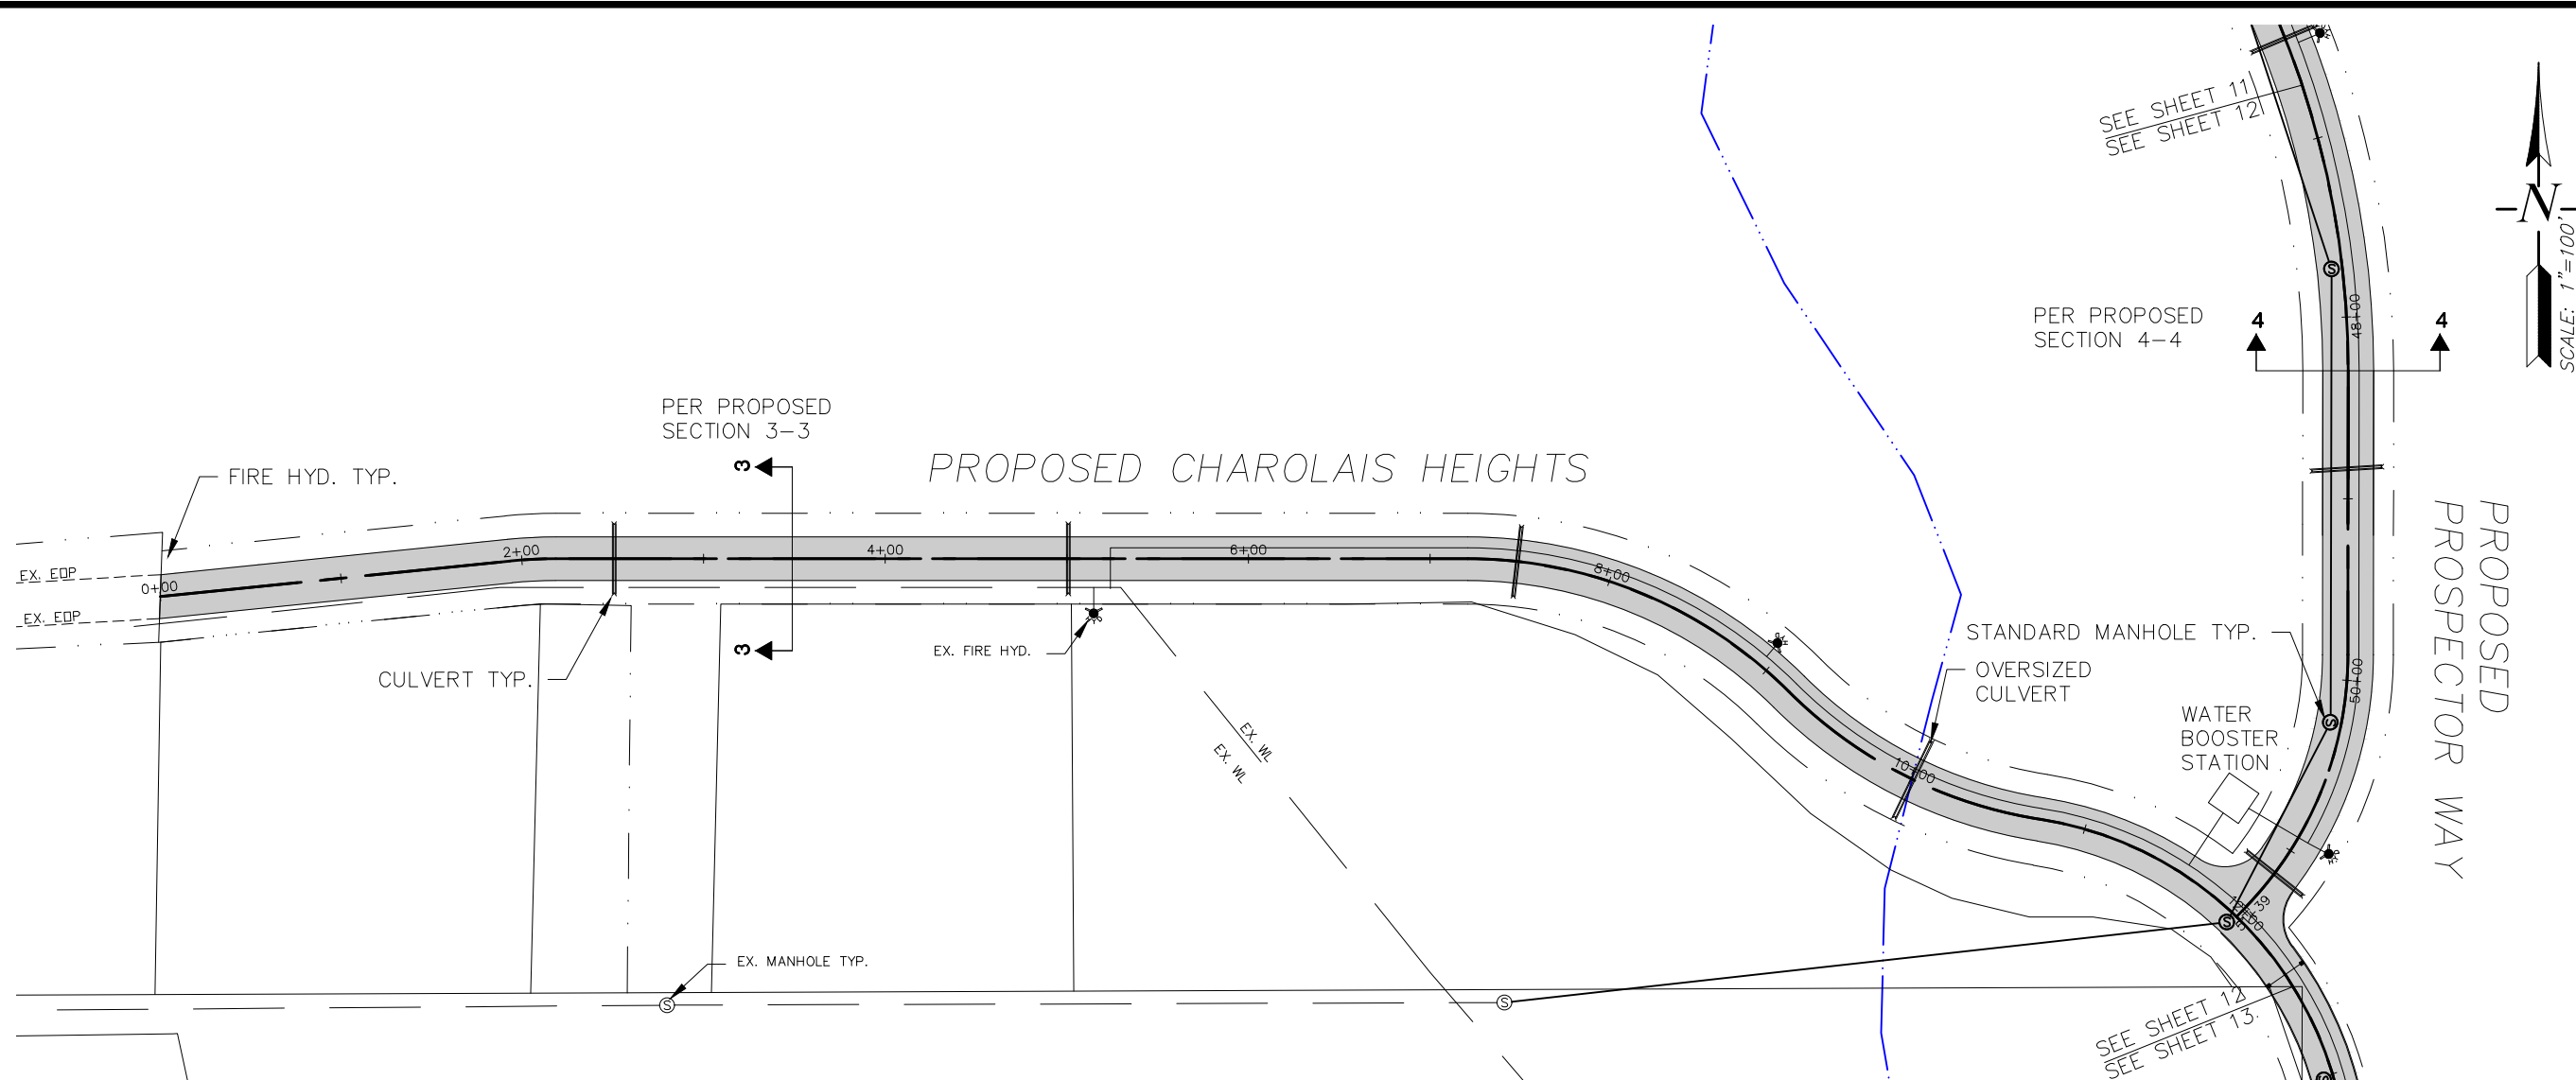 SEE SHEET 11
SEE SHEET 12
N
SCALE: 1"=100'
48+00
PER PROPOSED
SECTION 4-4
4
4
PER PROPOSED
SECTION 3-3
3
3
PROPOSED CHAROLAIS HEIGHTS
FIRE HYD. TYP.
EX. EOP
EX. EOP
0+00
2+00
4+00
6+00
8+00
10+00
CULVERT TYP.
EX. FIRE HYD.
STANDARD MANHOLE TYP.
OVERSIZED
CULVERT
50+00
PROPOSED
PROSPECTOR WAY
WATER
BOOSTER
STATION
EX. WL
EX. WL
EX. MANHOLE TYP.
S
S
S
S
S
SEE SHEET 12
SEE SHEET 13